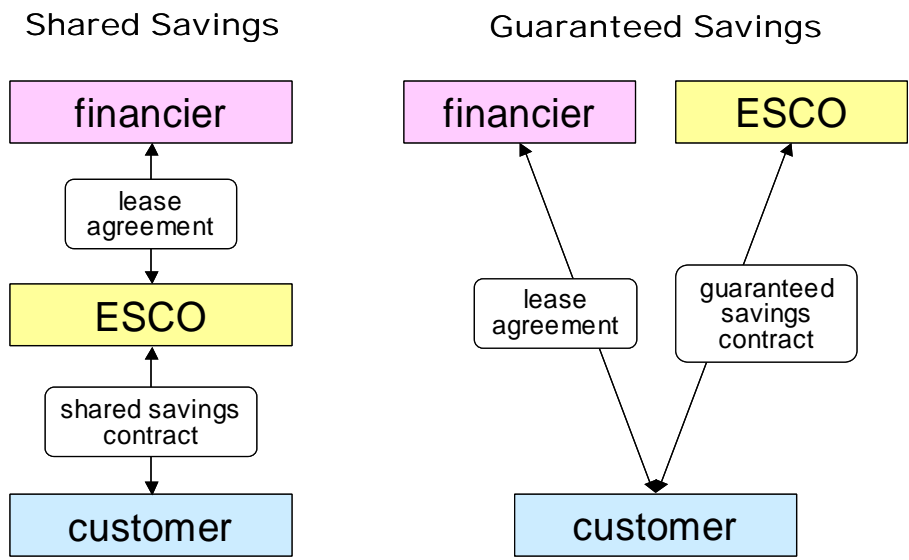 Shared Savings
financier
lease
agreement
ESCO
shared savings
contract
customer
Guaranteed Savings
financier
ESCO
lease
agreement
guaranteed
savings
contract
customer